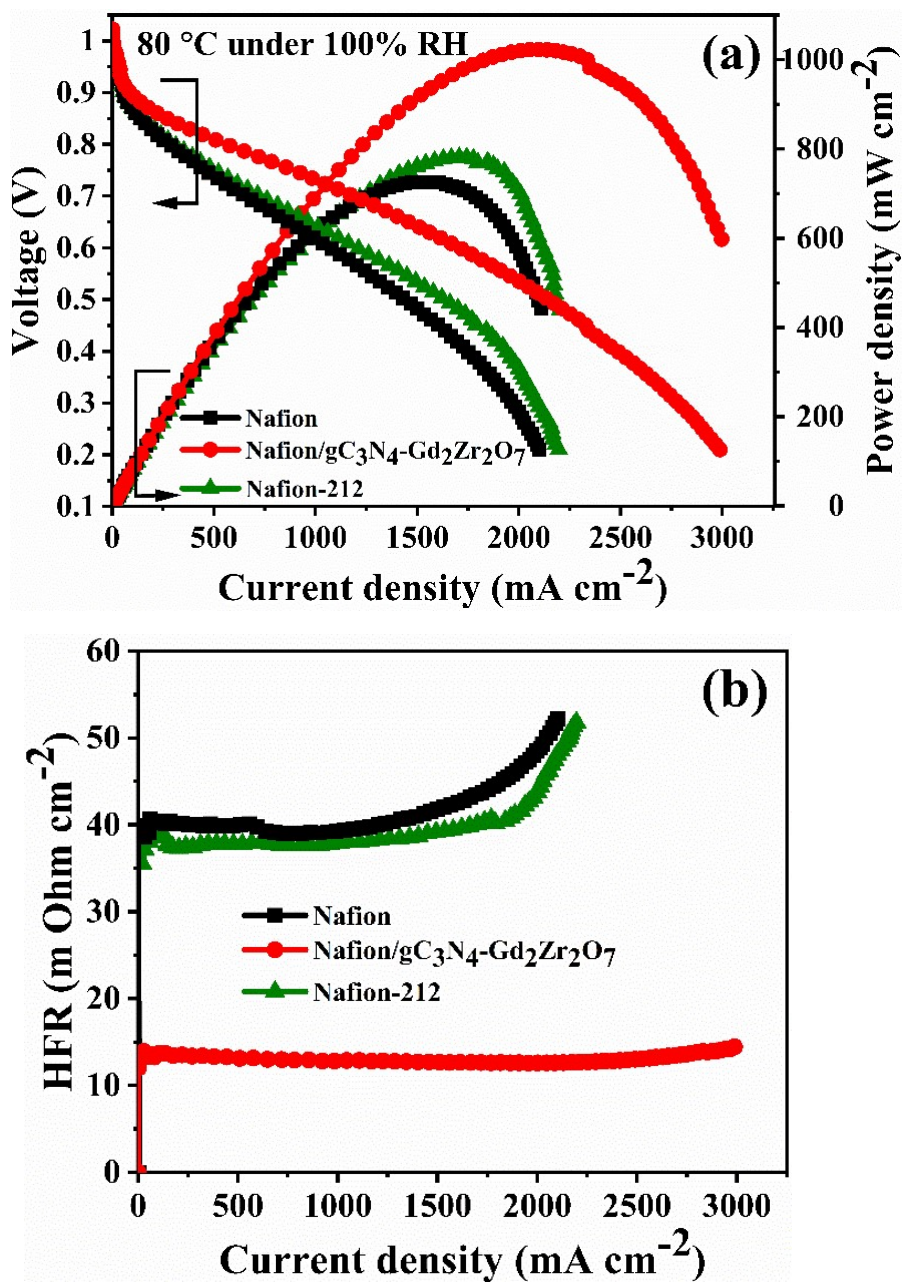 80 °C under 100% RH
(a)
1
0.9
0.8
0.7
0.6
0.5
0.4
0.3
0.2
0.1
Voltage (V)
1000
800
600
400
200
0
Power density (mW cm⁻²)
Nafion
Nafion/gC₃N₄-Gd₂Zr₂O₇
Nafion-212
0 500 1000 1500 2000 2500 3000
Current density (mA cm⁻²)
(b)
60
50
40
30
20
10
0
HFR (m Ohm cm⁻²)
Nafion
Nafion/gC₃N₄-Gd₂Zr₂O₇
Nafion-212
0 500 1000 1500 2000 2500 3000
Current density (mA cm⁻²)